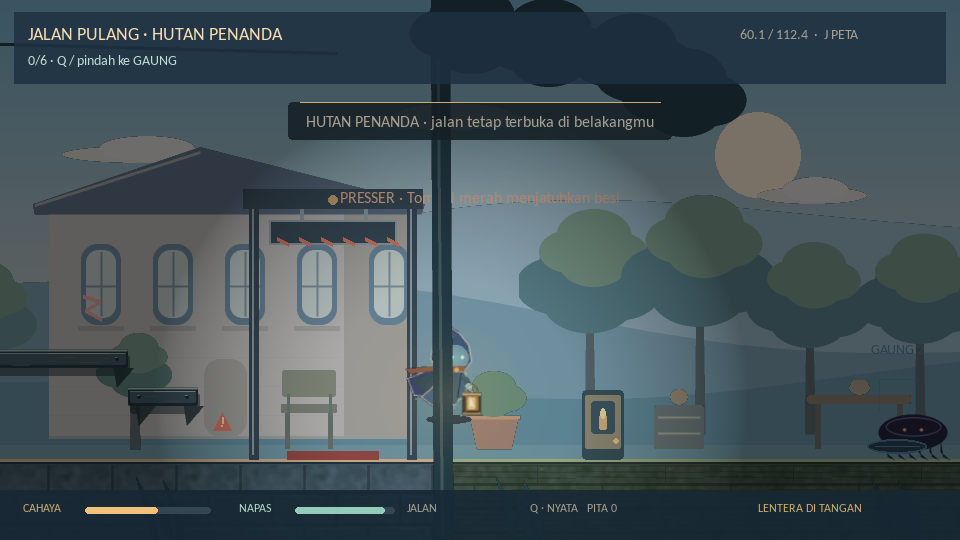 JALAN PULANG · HUTAN PENANDA
60.1 / 112.4 · J PETA
0/6 · Q / pindah ke GAUNG
HUTAN PENANDA · jalan tetap terbuka di belakangmu
PRESSER · merah menjatuhkan besi
GAUNG
!
CAHAYA
NAPAS
JALAN
Q · NYATA PITA 0
LENTERA DI TANGAN